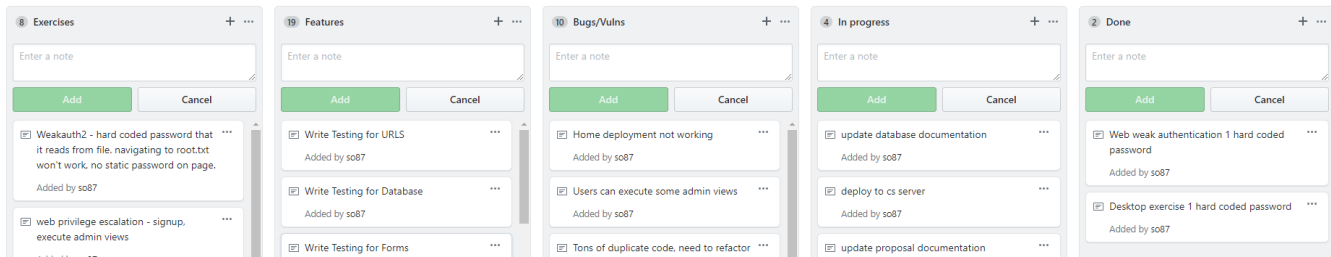 8 Exercises
Enter a note
Add Cancel
Weakauth2 - hard coded password that
it reads from file. navigating to root.txt
won't work, no static password on page.
Added by so87
web privilege escalation - signup,
execute admin views
19 Features
Enter a note
Add Cancel
Write Testing for URLS
Added by so87
Write Testing for Database
Added by so87
Write Testing for Forms
10 Bugs/Vulns
Enter a note
Add Cancel
Home deployment not working
Added by so87
Users can execute some admin views
Added by so87
Tons of duplicate code, need to refactor
4 In progress
Enter a note
Add Cancel
update database documentation
Added by so87
deploy to cs server
Added by so87
update proposal documentation
2 Done
Enter a note
Add Cancel
Web weak authentication 1 hard coded
password
Added by so87
Desktop exercise 1 hard coded password
Added by so87